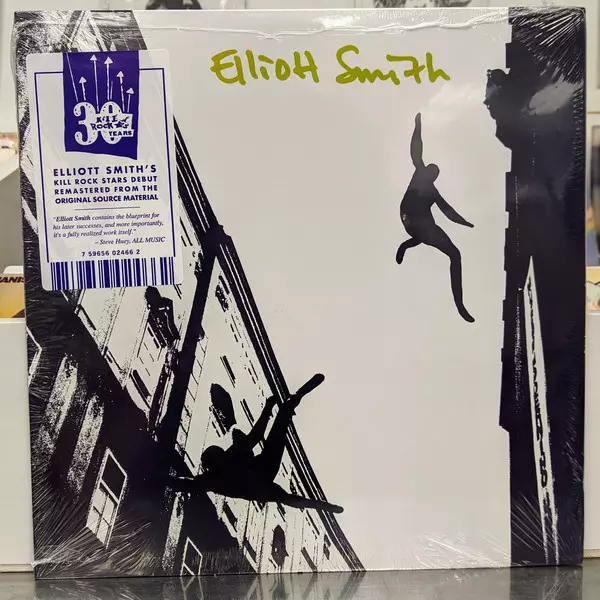 Elliott Smith
30
KILL
ROCK STARS
YEARS
ELLIOTT SMITH'S
KILL ROCK STARS DEBUT
REMASTERED FROM THE
ORIGINAL SOURCE MATERIAL
"Elliott Smith contains the blueprint for
his later successes, and more importantly,
it's a fully realized work itself."
– Steve Huey, ALL MUSIC
7 59656 02466 2